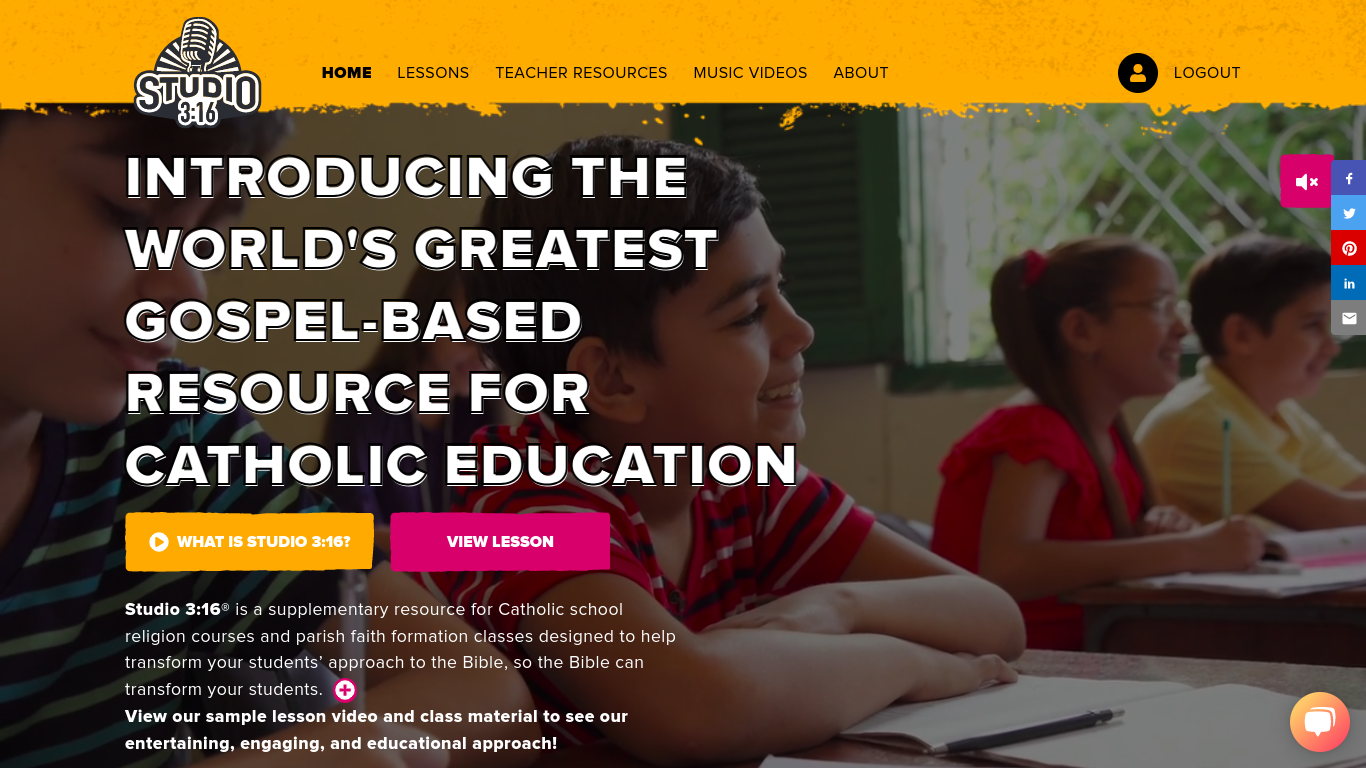 STUDIO
3:16
HOME LESSONS TEACHER RESOURCES MUSIC VIDEOS ABOUT LOGOUT
INTRODUCING THE
WORLD'S GREATEST
GOSPEL-BASED
RESOURCE FOR
CATHOLIC EDUCATION
WHAT IS STUDIO 3:16? VIEW LESSON
Studio 3:16® is a supplementary resource for Catholic school
religion courses and parish faith formation classes designed to help
transform your students’ approach to the Bible, so the Bible can
transform your students.
View our sample lesson video and class material to see our
entertaining, engaging, and educational approach!